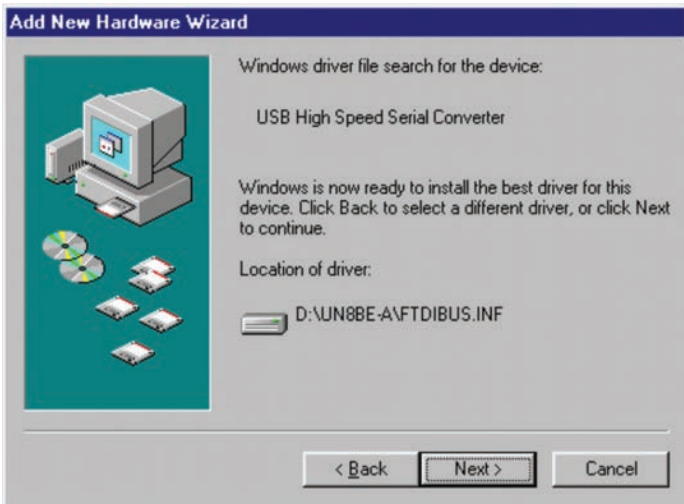 Add New Hardware Wizard
Windows driver file search for the device:
USB High Speed Serial Converter
Windows is now ready to install the best driver for this
device. Click Back to select a different driver, or click Next
to continue.
Location of driver:
D:\UN8BE-A\FTDIBUS.INF
< Back Next > Cancel